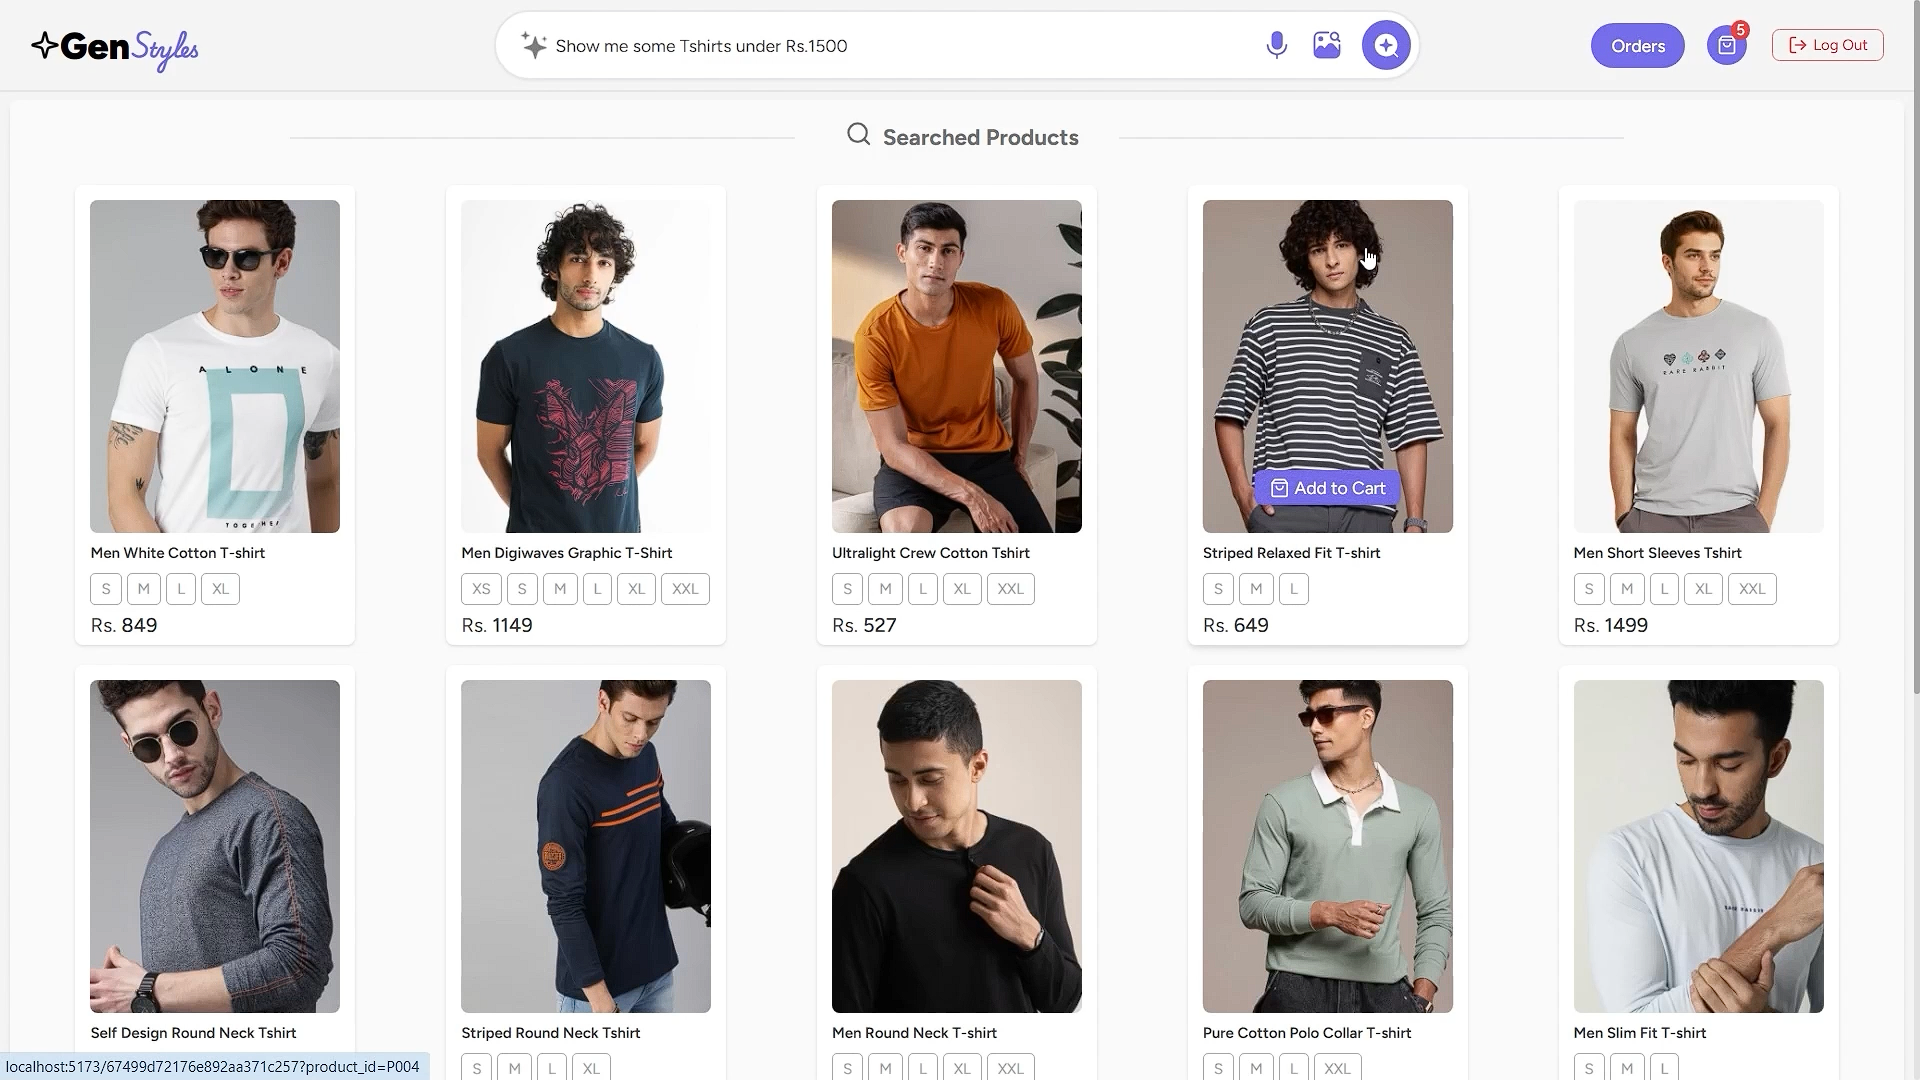 GenStyles
Show me some Tshirts under Rs.1500
Orders
5
Log Out
Searched Products
A L O N E
TOGETHER
RARE RABBIT
Add to Cart
Men White Cotton T-shirt
S M L XL
Rs. 849
Men Digiwaves Graphic T-Shirt
XS S M L XL XXL
Rs. 1149
Ultralight Crew Cotton Tshirt
S M L XL XXL
Rs. 527
Striped Relaxed Fit T-shirt
S M L
Rs. 649
Men Short Sleeves Tshirt
S M L XL XXL
Rs. 1499
RARE RABBIT
Self Design Round Neck Tshirt
Striped Round Neck Tshirt
S M L XL
Men Round Neck T-shirt
S M L XL XXL
Pure Cotton Polo Collar T-shirt
S M L XXL
Men Slim Fit T-shirt
S M L
localhost:5173/67499d72176e892aa371c257?product_id=P004